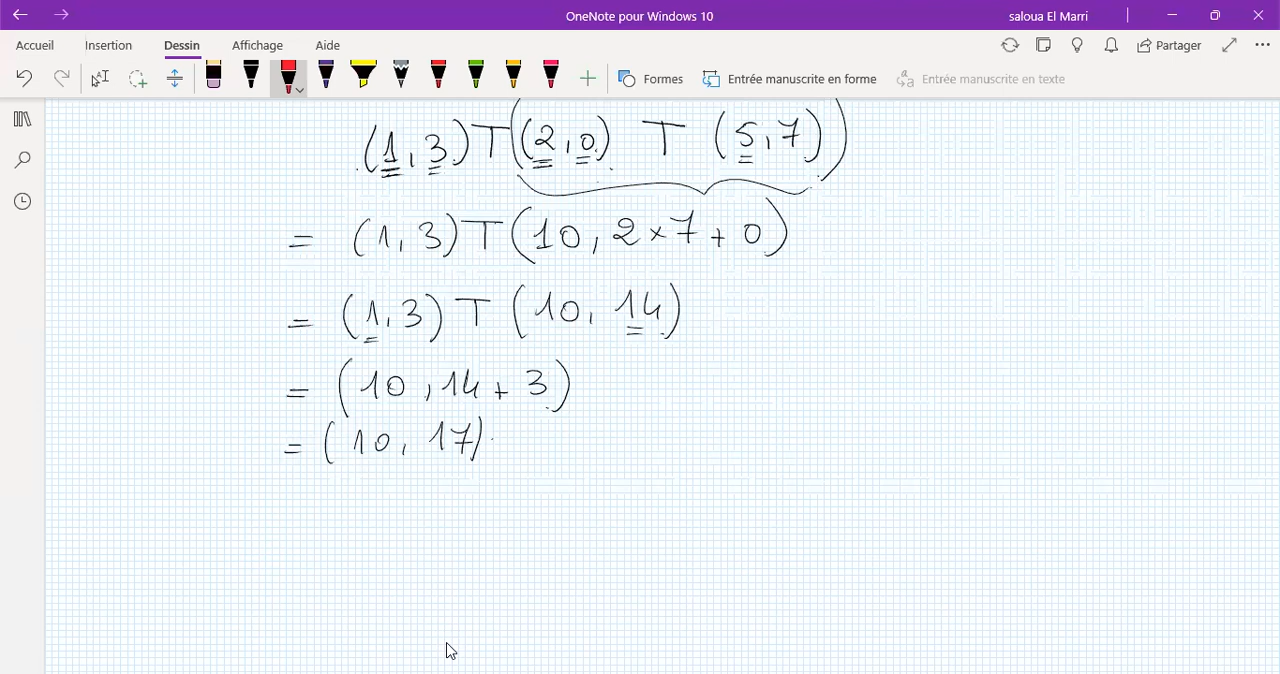 OneNote pour Windows 10
saloua El Marri
Accueil Insertion Dessin Affichage Aide
Partager
Formes Entrée manuscrite en forme Entrée manuscrite en texte
(1, 3) T ((2, 0) T (5, 7))
= (1, 3) T (10, 2 × 7 + 0)
= (1, 3) T (10, 14)
= (10, 14 + 3)
= (10, 17).